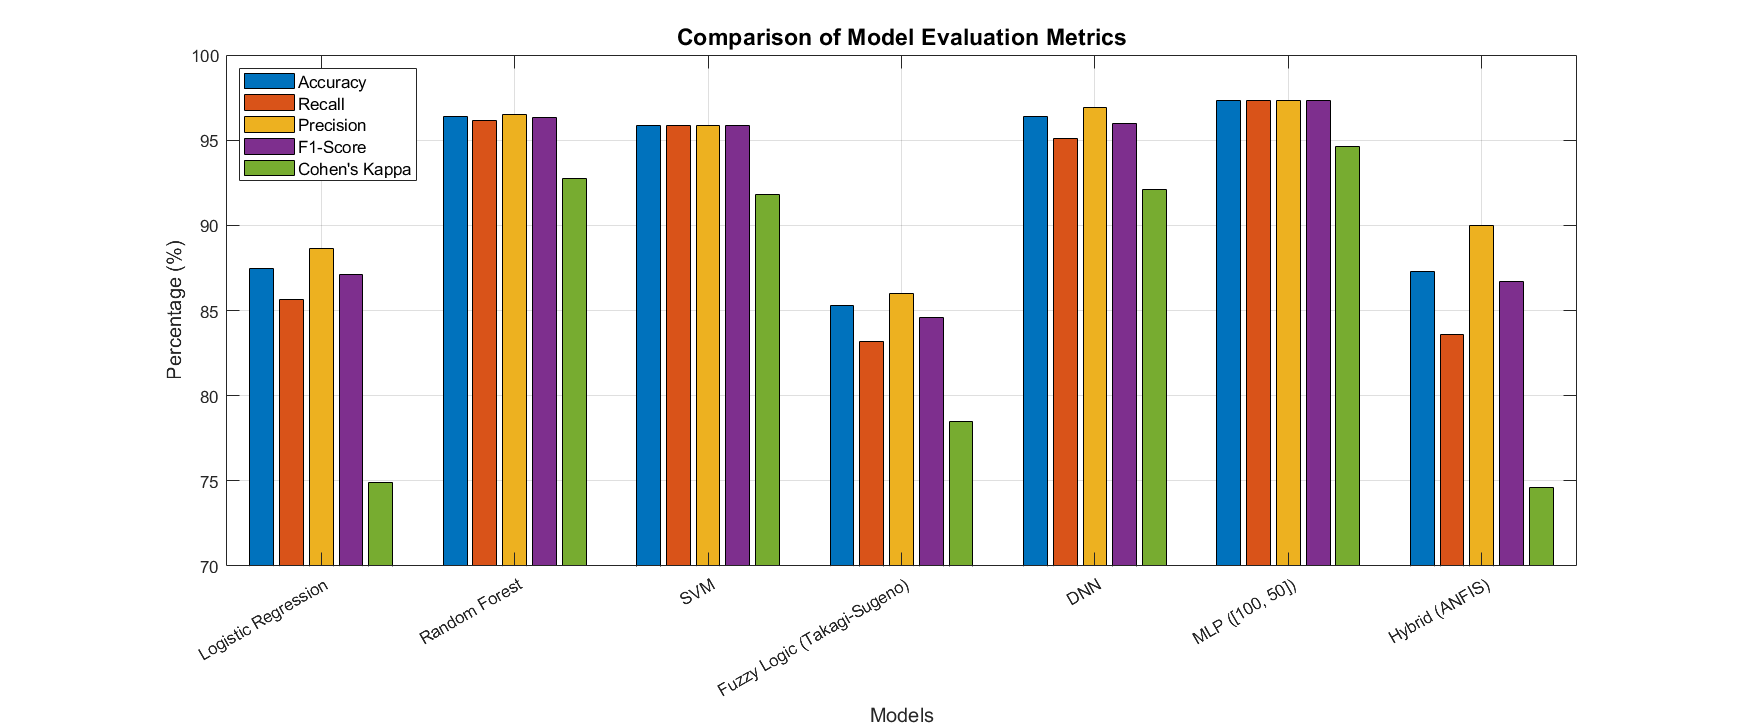 Comparison of Model Evaluation Metrics
100
95
90
85
80
75
70
Percentage (%)
Accuracy
Recall
Precision
F1-Score
Cohen's Kappa
Logistic Regression
Random Forest
SVM
Fuzzy Logic (Takagi-Sugeno)
DNN
MLP ([100, 50])
Hybrid (ANFIS)
Models